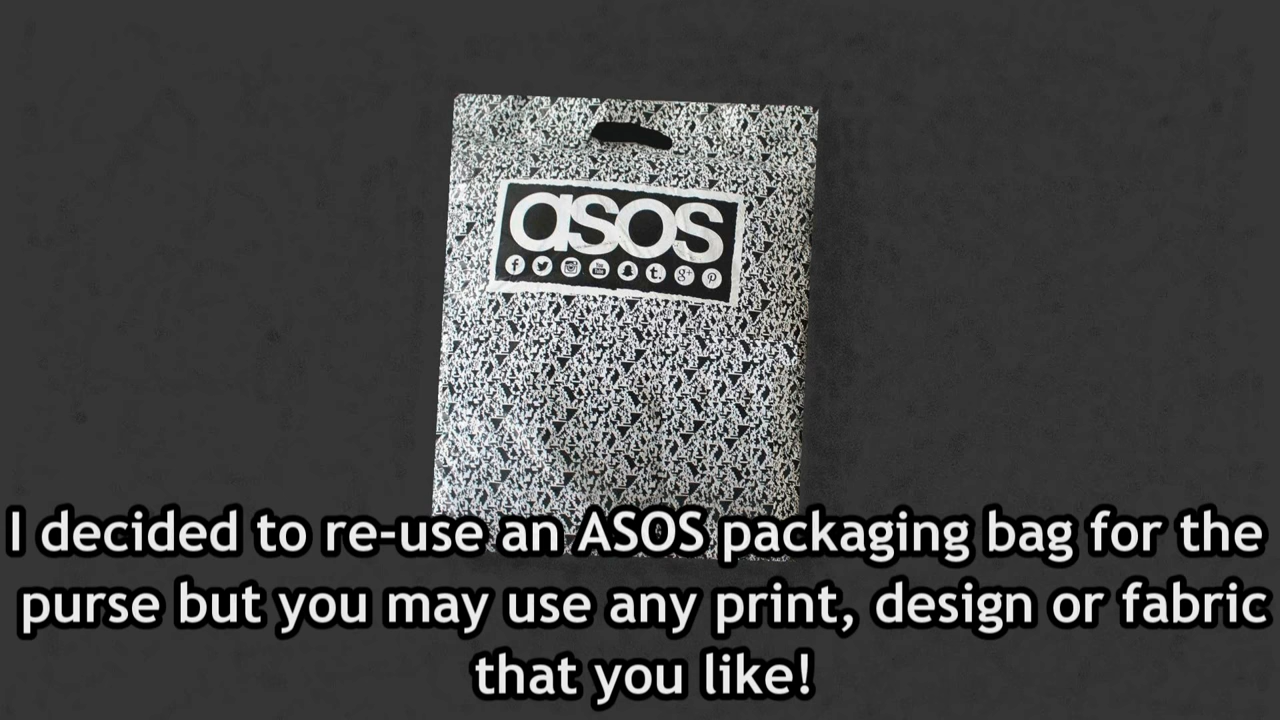 asos
I decided to re-use an ASOS packaging bag for the
purse but you may use any print, design or fabric
that you like!